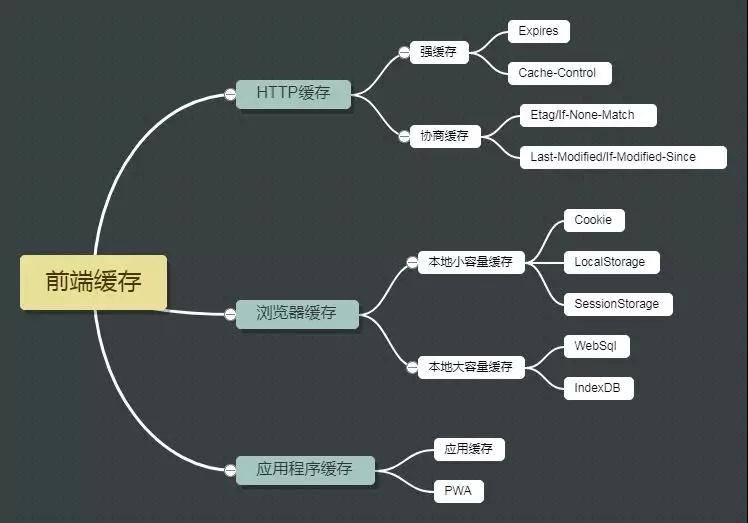 前端缓存
HTTP缓存
强缓存
Expires
Cache-Control
协商缓存
Etag/If-None-Match
Last-Modified/If-Modified-Since
浏览器缓存
本地小容量缓存
Cookie
LocalStorage
SessionStorage
本地大容量缓存
WebSql
IndexDB
应用程序缓存
应用缓存
PWA